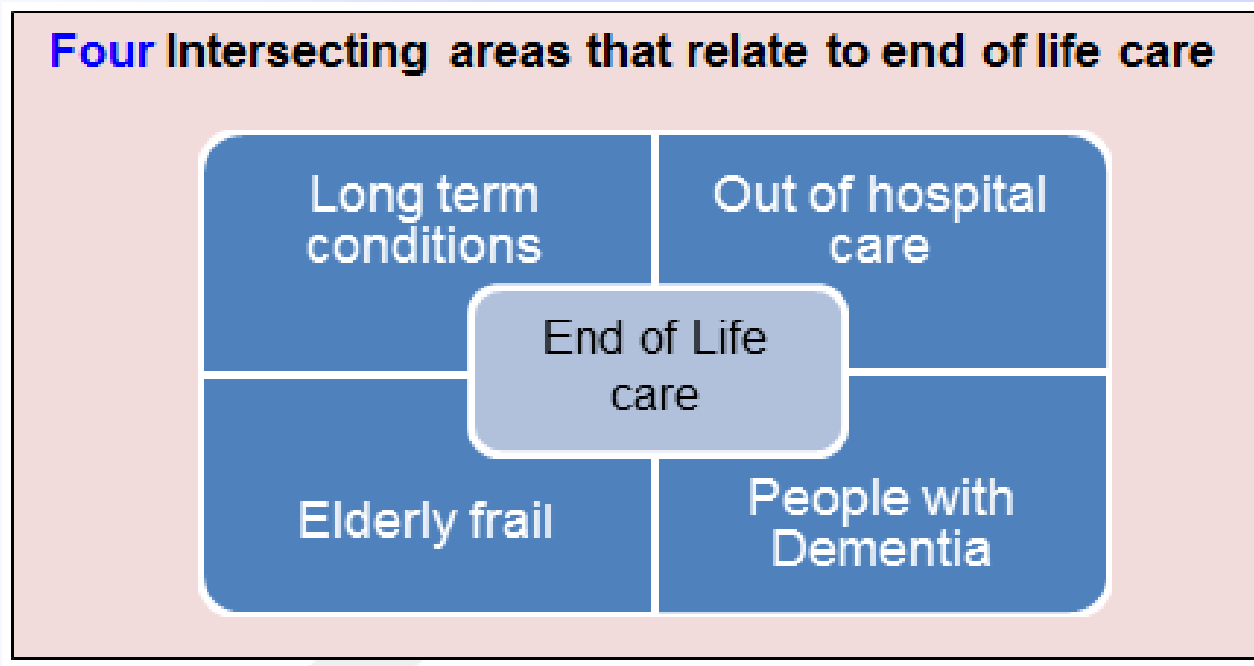 Four Intersecting areas that relate to end of life care
Long term
conditions
Out of hospital
care
End of Life
care
Elderly frail
People with
Dementia